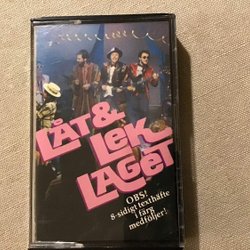 LÅT &
LEK
LAGET
OBS!
8-sidigt texthäfte
i färg
medföljer!